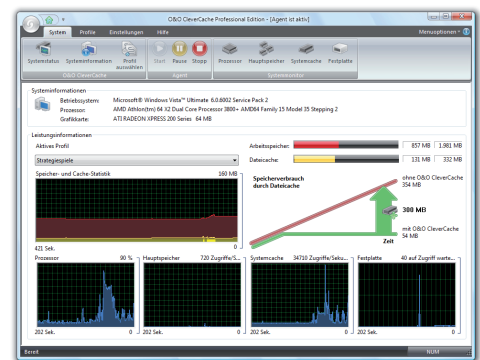 O&O CleverCache Professional Edition - [Agent ist aktiv]
System Profile Einstellungen Hilfe Menuoptionen
Systemstatus Systeminformation Profil auswählen Start Pause Stopp Prozessor Hauptspeicher Systemcache Festplatte
O&O CleverCache Agent Systemmonitor
Systeminformationen
Betriebssystem: Microsoft® Windows Vista™ Ultimate 6.0.6002 Service Pack 2
Prozessor: AMD Athlon(tm) 64 X2 Dual Core Processor 3800+ AMD64 Family 15 Model 35 Stepping 2
Grafikkarte: ATI RADEON XPRESS 200 Series 64 MB
Leistungsinformationen
Aktives Profil Arbeitsspeicher: 857 MB 1.981 MB
Strategiespiele Dateicache: 131 MB 332 MB
Speicher- und Cache-Statistik 160 MB
Speicherverbrauch durch Dateicache
ohne O&O CleverCache
354 MB
300 MB
mit O&O CleverCache
54 MB
Zeit
421 Sek. 0
Prozessor 90 % Hauptspeicher 720 Zugriffe/S... Systemcache 34710 Zugriffe/Seku... Festplatte 40 auf Zugriff warte...
202 Sek. 0 202 Sek. 0 202 Sek. 0 202 Sek. 0
Bereit NUM